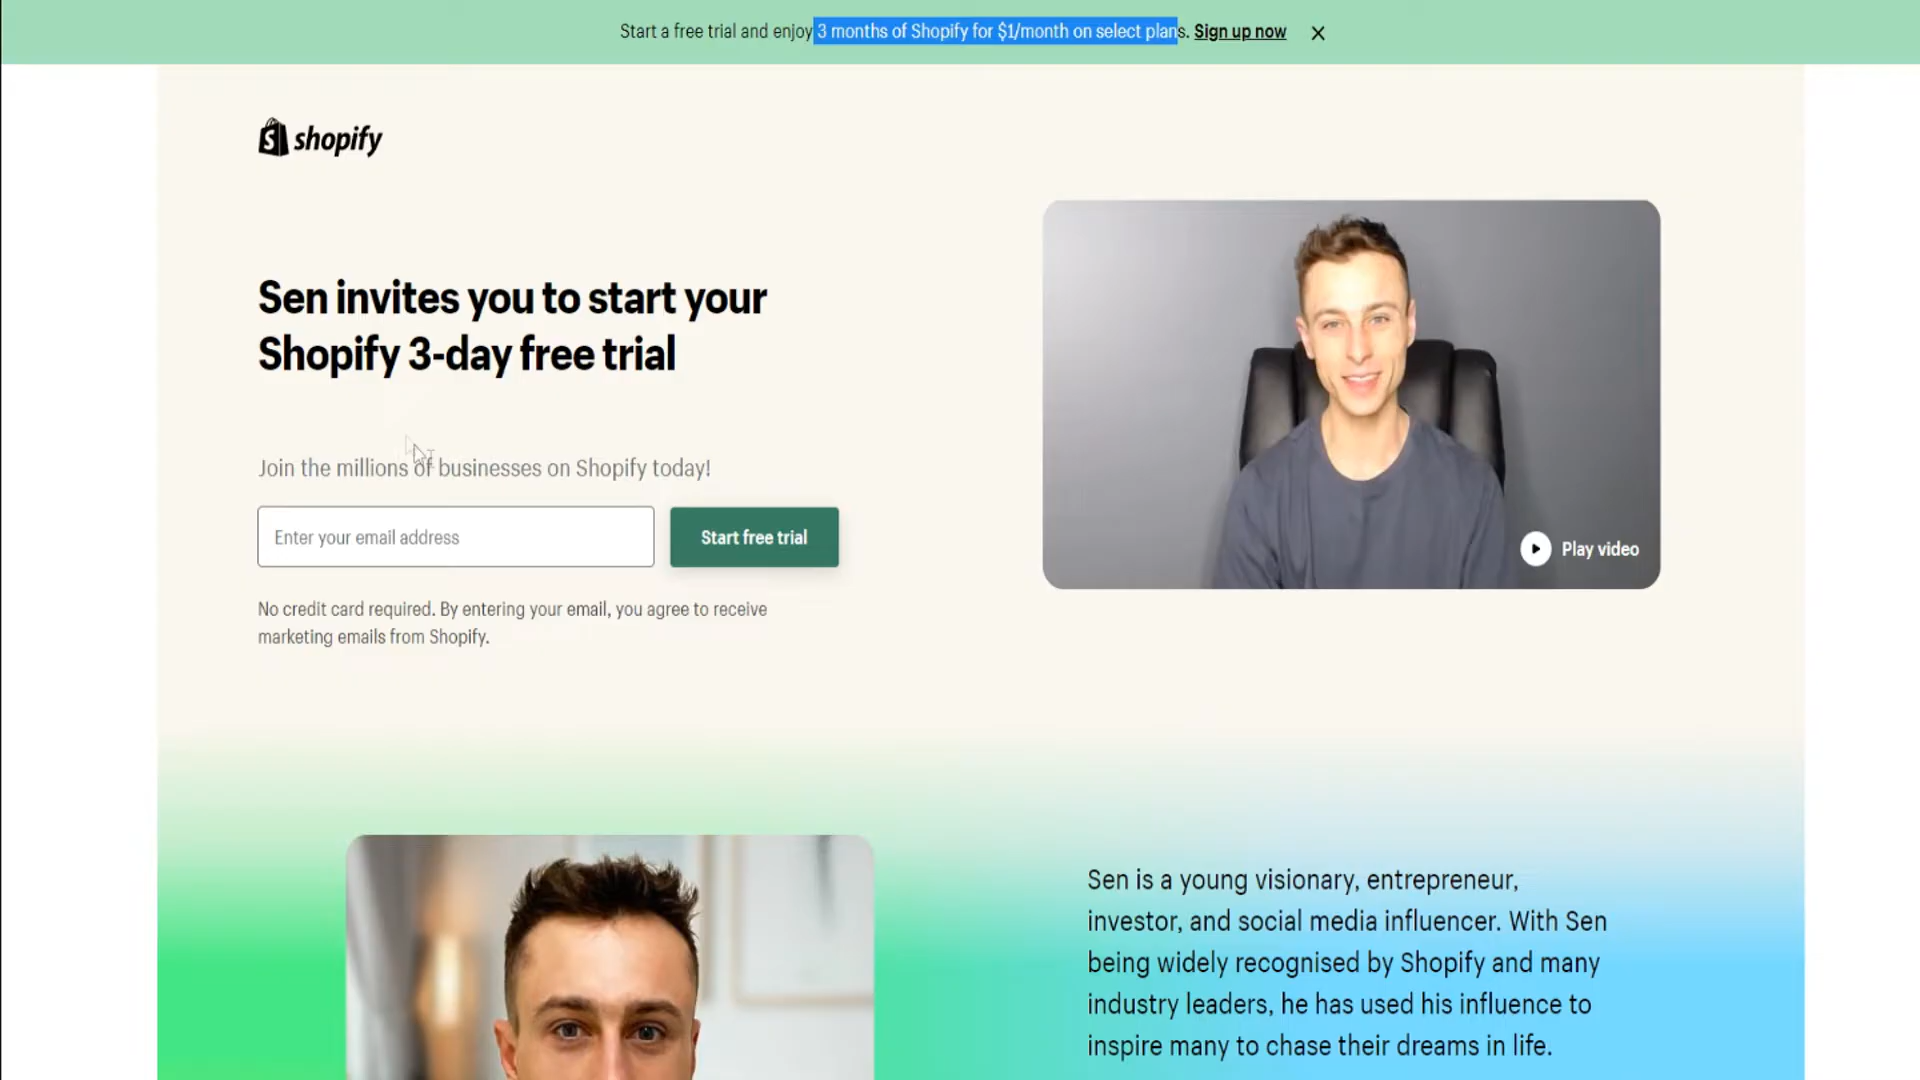 Start a free trial and enjoy 3 months of Shopify for $1/month on select plans. Sign up now
shopify
Sen invites you to start your
Shopify 3-day free trial
Join the millions of businesses on Shopify today!
Enter your email address
Start free trial
No credit card required. By entering your email, you agree to receive
marketing emails from Shopify.
Play video
Sen is a young visionary, entrepreneur,
investor, and social media influencer. With Sen
being widely recognised by Shopify and many
industry leaders, he has used his influence to
inspire many to chase their dreams in life.